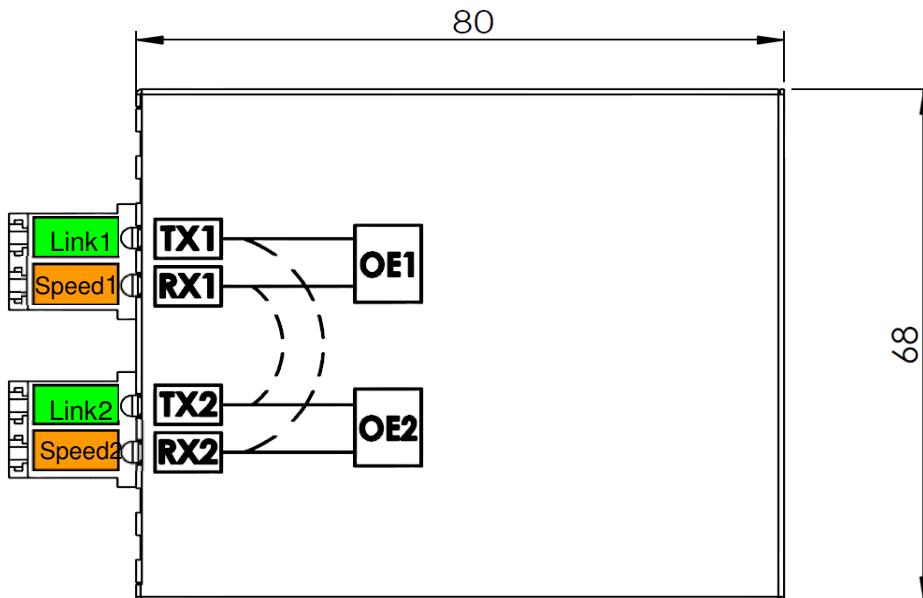 80
Link1
TX1
OE1
Speed1
RX1
68
Link2
TX2
OE2
Speed2
RX2